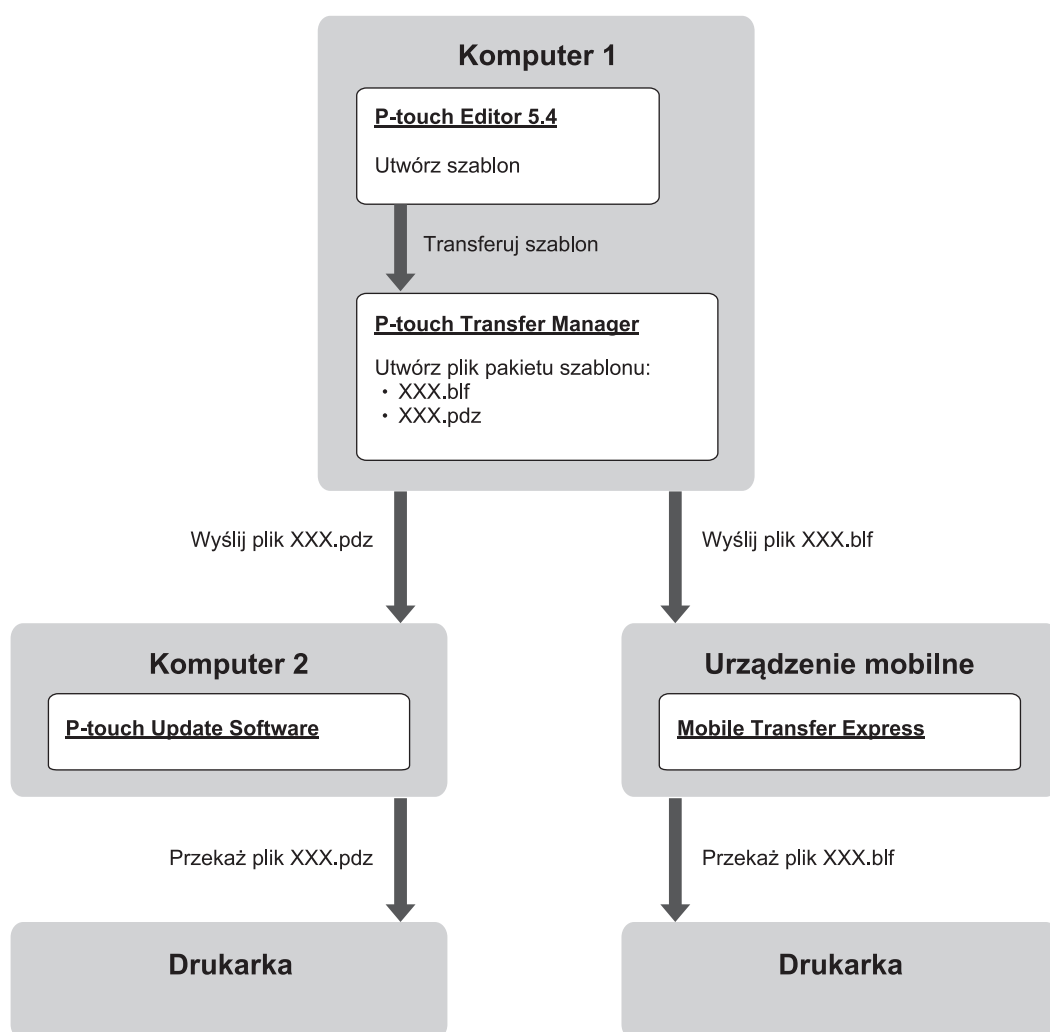 Komputer 1
P-touch Editor 5.4
Utwórz szablon
Transferuj szablon
P-touch Transfer Manager
Utwórz plik pakietu szablonu:
• XXX.blf
• XXX.pdz
Wyślij plik XXX.pdz
Wyślij plik XXX.blf
Komputer 2
Urządzenie mobilne
P-touch Update Software
Mobile Transfer Express
Przekaż plik XXX.pdz
Przekaż plik XXX.blf
Drukarka
Drukarka